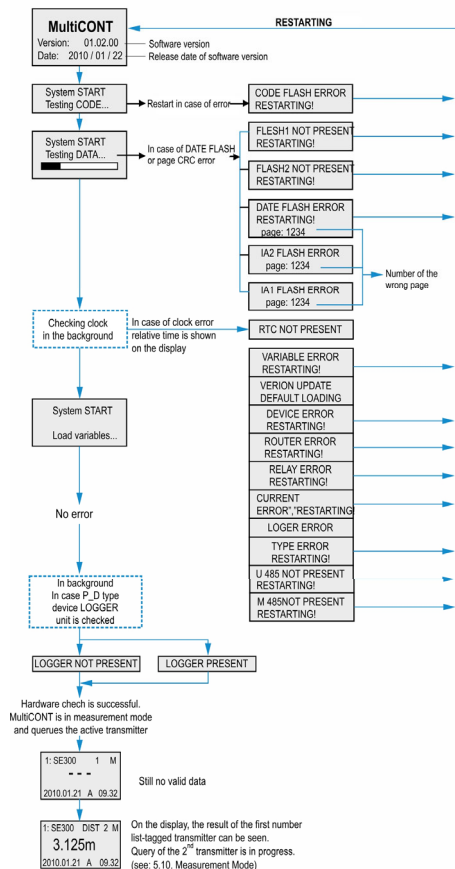 MultiCONT
RESTARTING
Version: 01.02.00
Software version
Date: 2010 / 01 / 22
Release date of software version
System START
Testing CODE...
Restart in case of error
CODE FLASH ERROR
RESTARTING!
System START
Testing DATA...
In case of DATE FLASH
or page CRC error
FLESH1 NOT PRESENT
RESTARTING!
FLASH2 NOT PRESENT
RESTARTING!
DATE FLASH ERROR
RESTARTING!
page: 1234
IA2 FLASH ERROR
page: 1234
IA1 FLASH ERROR
page: 1234
Number of the
wrong page
Checking clock
in the background
In case of clock error
relative time is shown
on the display
RTC NOT PRESENT
System START
Load variables...
VARIABLE ERROR
RESTARTING!
VERION UPDATE
DEFAULT LOADING
DEVICE ERROR
RESTARTING!
ROUTER ERROR
RESTARTING!
RELAY ERROR
RESTARTING!
CURRENT
ERROR","RESTARTING!
LOGER ERROR
TYPE ERROR
RESTARTING!
U 485 NOT PRESENT
RESTARTING!
M 485NOT PRESENT
RESTARTING!
No error
In background
In case P_D type
device LOGGER
unit is checked
LOGGER NOT PRESENT
LOGGER PRESENT
Hardware chech is successful.
MultiCONT is in measurement mode
and querues the active transmitter
1: SE300 1 M
- - -
2010.01.21 A 09.32
Still no valid data
1: SE300 DIST 2 M
3.125m
2010.01.21 A 09.32
On the display, the result of the first number
list-tagged transmitter can be seen.
Query of the 2nd transmitter is in progress.
(see: 5.10. Measurement Mode)